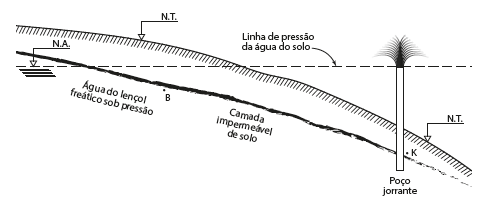 N.T.
N.A.
Linha de pressão
da água do solo
Água do lençol
freático sob pressão
B
Camada
impermeável
de solo
N.T.
K
Poço
jorrante